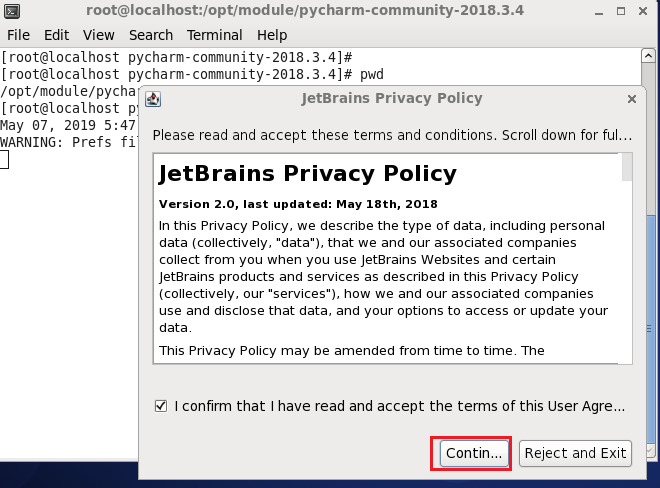 root@localhost:/opt/module/pycharm-community-2018.3.4
File Edit View Search Terminal Help
[root@localhost pycharm-community-2018.3.4]#
[root@localhost pycharm-community-2018.3.4]# pwd
/opt/module/pycha
[root@localhost py
May 07, 2019 5:47
WARNING: Prefs fi
JetBrains Privacy Policy
Please read and accept these terms and conditions. Scroll down for ful...
JetBrains Privacy Policy
Version 2.0, last updated: May 18th, 2018
In this Privacy Policy, we describe the type of data, including personal
data (collectively, "data"), that we and our associated companies
collect from you when you use JetBrains Websites and certain
JetBrains products and services as described in this Privacy Policy
(collectively, our "services"), how we and our associated companies
use and disclose that data, and your options to access or update your
data.
This Privacy Policy may be amended from time to time. The
I confirm that I have read and accept the terms of this User Agre...
Contin... Reject and Exit